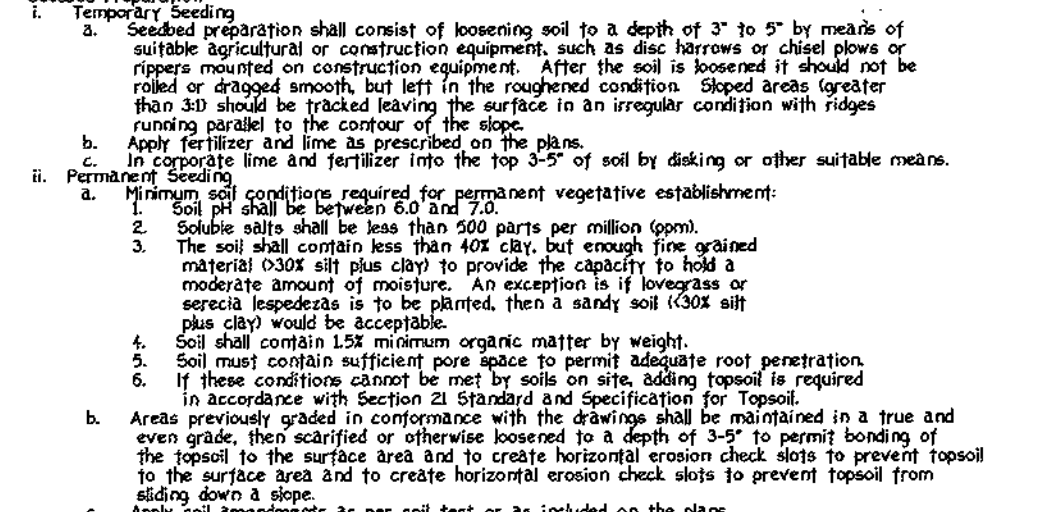 i. Temporary Seeding
a. Seedbed preparation shall consist of loosening soil to a depth of 3" to 5" by means of
suitable agricultural or construction equipment, such as disc harrows or chisel plows or
rippers mounted on construction equipment. After the soil is loosened it should not be
rolled or dragged smooth, but left in the roughened condition. Sloped areas (greater
than 3:1) should be tracked leaving the surface in an irregular condition with ridges
running parallel to the contour of the slope.
b. Apply fertilizer and lime as prescribed on the plans.
c. In corporate lime and fertilizer into the top 3-5" of soil by disking or other suitable means.
ii. Permanent Seeding
a. Minimum soil conditions required for permanent vegetative establishment:
1. Soil pH shall be between 6.0 and 7.0.
2. Soluble salts shall be less than 500 parts per million (ppm).
3. The soil shall contain less than 40% clay, but enough fine grained
material (>30% silt plus clay) to provide the capacity to hold a
moderate amount of moisture. An exception is if lovegrass or
serecia lespedezas is to be planted, then a sandy soil (<30% silt
plus clay) would be acceptable.
4. Soil shall contain 1.5% minimum organic matter by weight.
5. Soil must contain sufficient pore space to permit adequate root penetration.
6. If these conditions cannot be met by soils on site, adding topsoil is required
in accordance with Section 21 Standard and Specification for Topsoil.
b. Areas previously graded in conformance with the drawings shall be maintained in a true and
even grade, then scarified or otherwise loosened to a depth of 3-5" to permit bonding of
the topsoil to the surface area and to create horizontal erosion check slots to prevent topsoil
to the surface area and to create horizontal erosion check slots to prevent topsoil from
sliding down a slope.
c. Apply soil amendments as per soil test or as included on the plans.